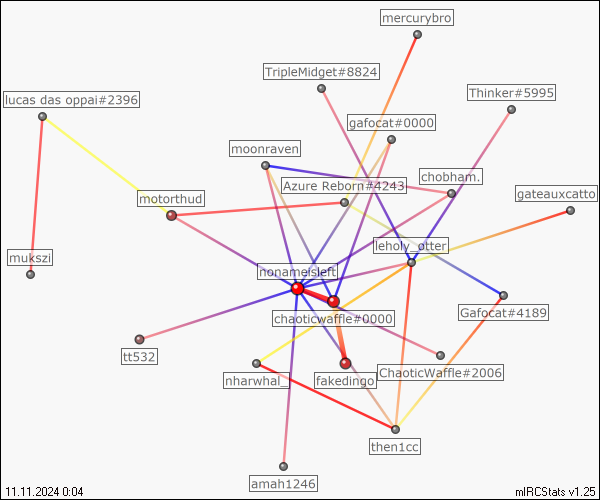 mercurybro
TripleMidget#8824
lucas das oppai#2396
Thinker#5995
gafocat#0000
moonraven
chobham.
Azure Reborn#4243
gateauxcatto
motorthud
leholy_otter
mukszi
nonameisleft
Gafocat#4189
chaoticwaffle#0000
tt532
ChaoticWaffle#2006
nharwhal_
fakedingo
then1cc
amah1246
11.11.2024 0:04
mIRCStats v1.25